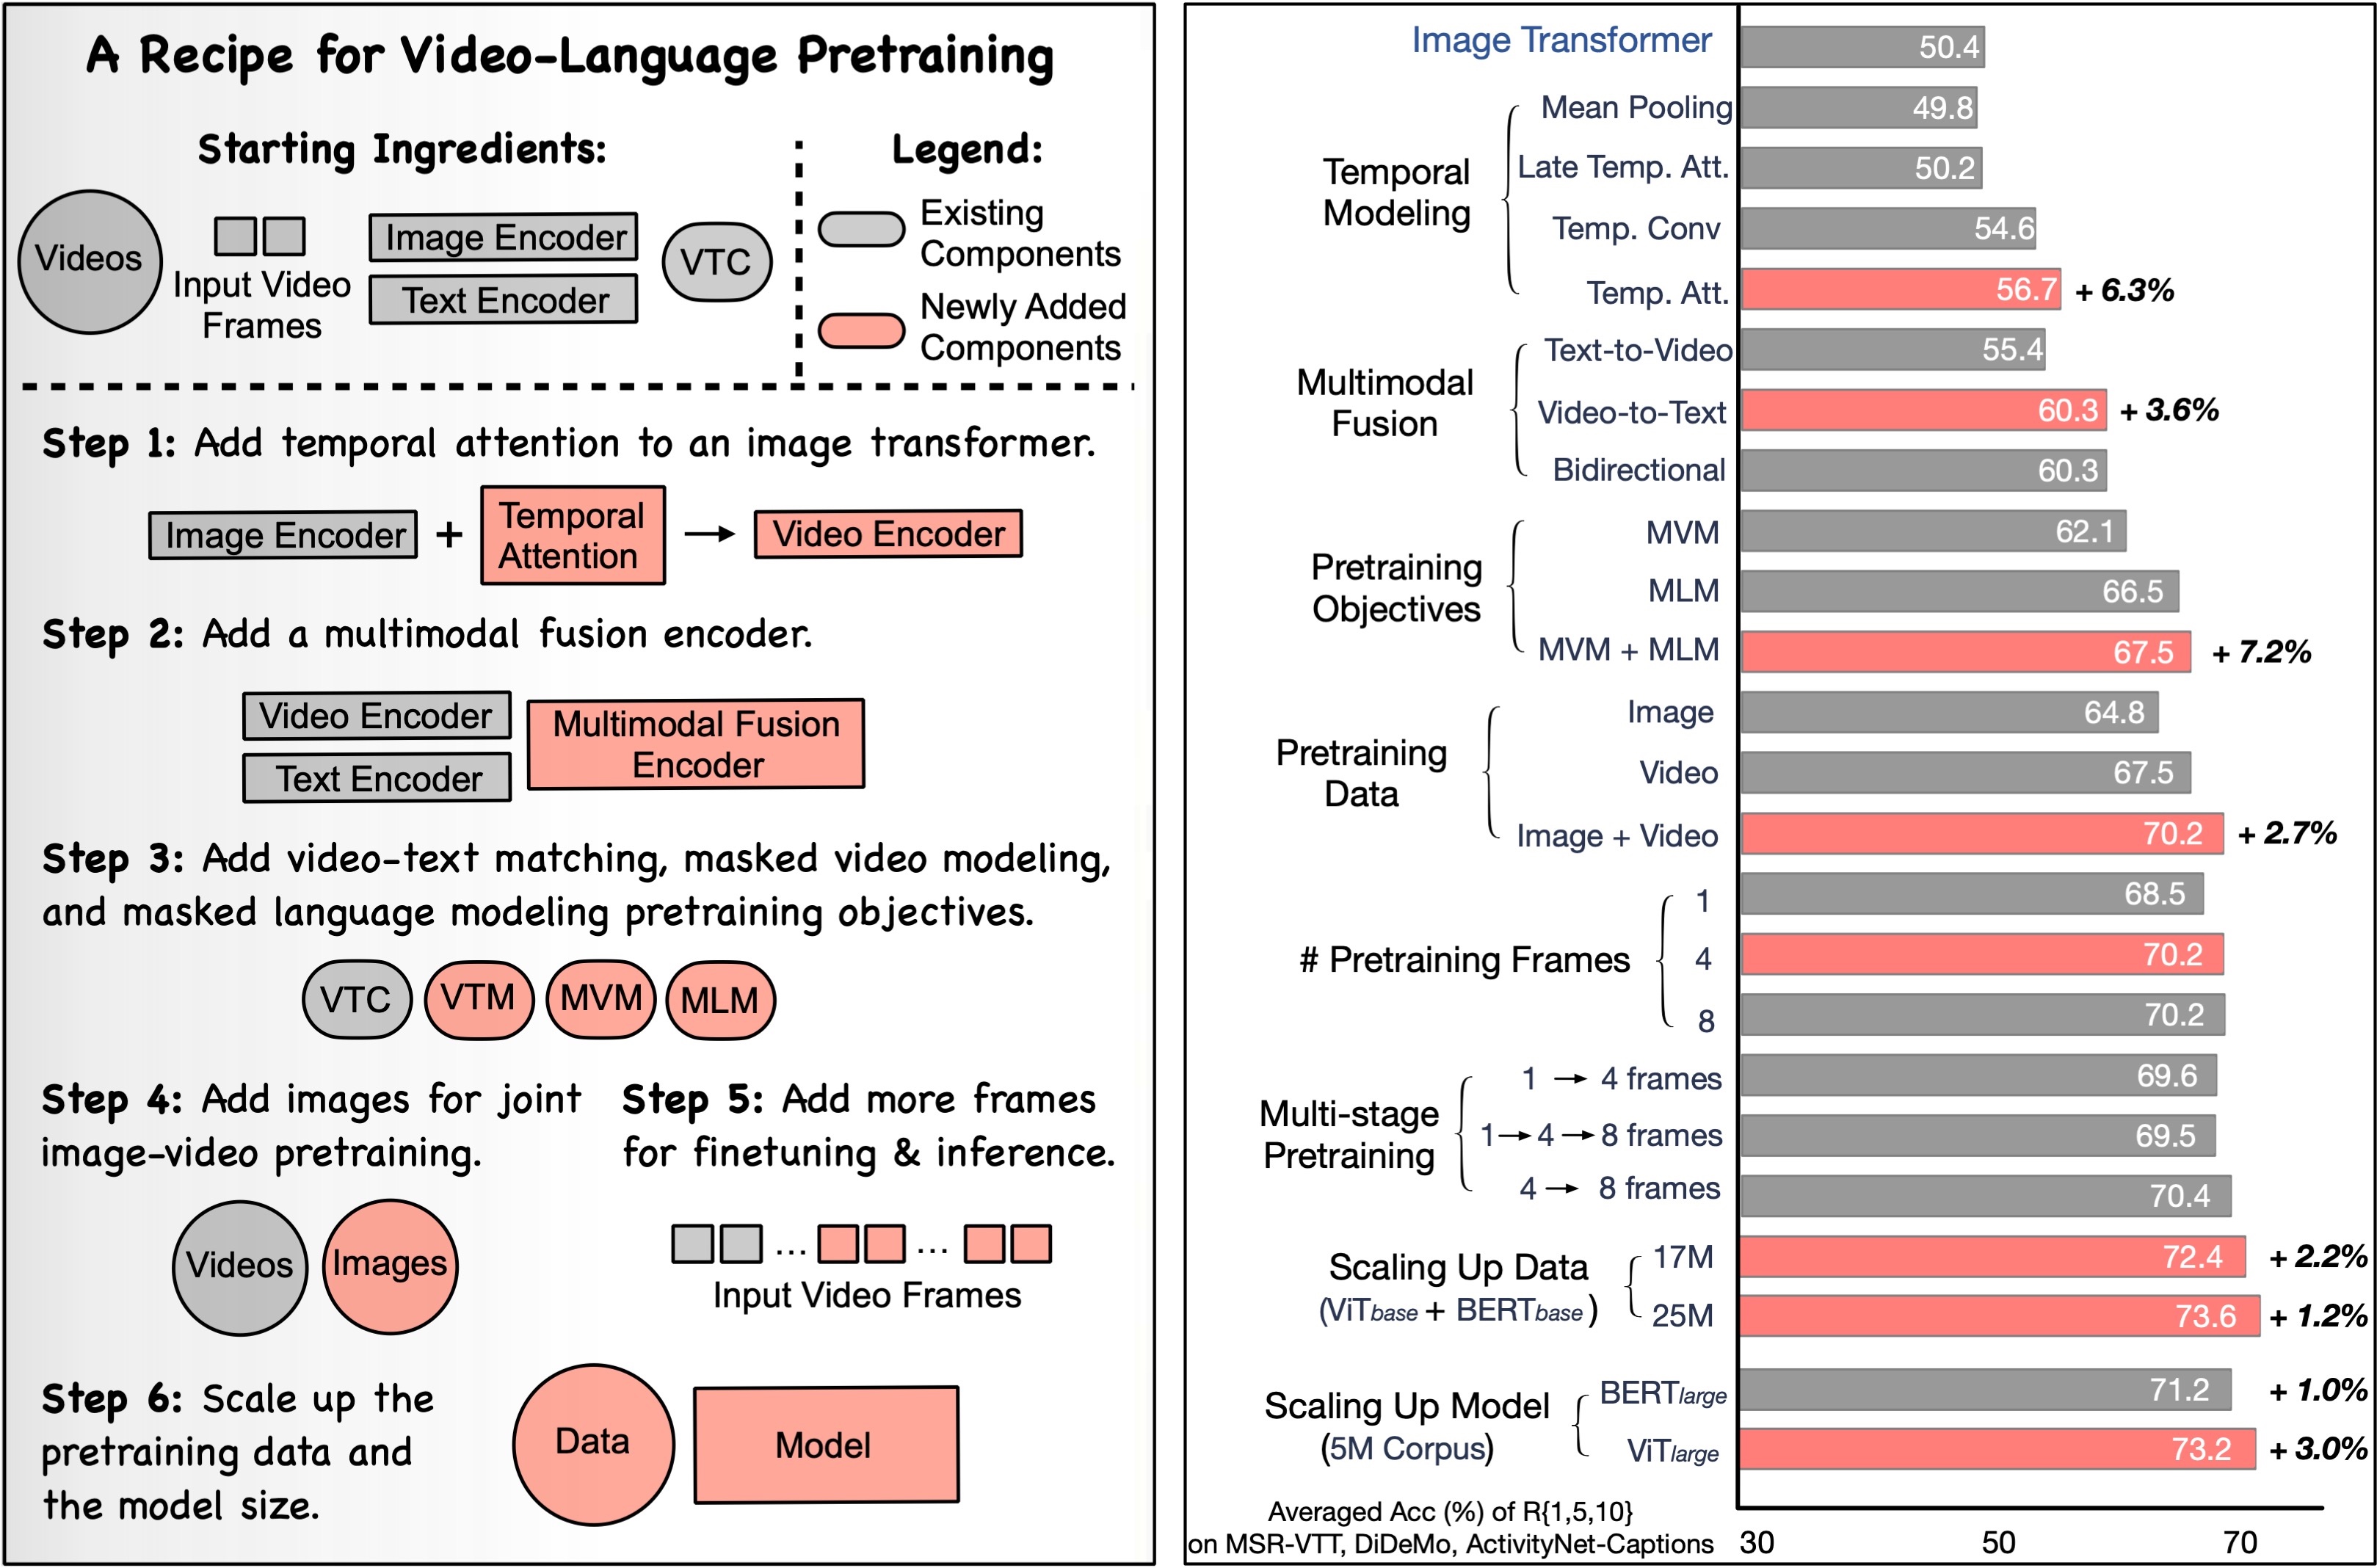 A Recipe for Video-Language Pretraining
Starting Ingredients:
Videos
Input Video
Frames
Image Encoder
Text Encoder
VTC
Legend:
Existing
Components
Newly Added
Components
Step 1: Add temporal attention to an image transformer.
Image Encoder + Temporal Attention → Video Encoder
Step 2: Add a multimodal fusion encoder.
Video Encoder
Text Encoder
Multimodal Fusion
Encoder
Step 3: Add video-text matching, masked video modeling,
and masked language modeling pretraining objectives.
VTC VTM MVM MLM
Step 4: Add images for joint
image-video pretraining.
Videos Images
Step 5: Add more frames
for finetuning & inference.
... ...
Input Video Frames
Step 6: Scale up the
pretraining data and
the model size.
Data Model
Image Transformer 50.4
Temporal
Modeling
Mean Pooling 49.8
Late Temp. Att. 50.2
Temp. Conv 54.6
Temp. Att. 56.7 + 6.3%
Multimodal
Fusion
Text-to-Video 55.4
Video-to-Text 60.3 + 3.6%
Bidirectional 60.3
Pretraining
Objectives
MVM 62.1
MLM 66.5
MVM + MLM 67.5 + 7.2%
Pretraining
Data
Image 64.8
Video 67.5
Image + Video 70.2 + 2.7%
# Pretraining Frames
1 68.5
4 70.2
8 70.2
Multi-stage
Pretraining
1 → 4 frames 69.6
1 → 4 → 8 frames 69.5
4 → 8 frames 70.4
Scaling Up Data
(ViTbase + BERTbase )
17M 72.4 + 2.2%
25M 73.6 + 1.2%
Scaling Up Model
(5M Corpus)
BERTlarge 71.2 + 1.0%
ViTlarge 73.2 + 3.0%
Averaged Acc (%) of R{1,5,10}
on MSR-VTT, DiDeMo, ActivityNet-Captions
30 50 70